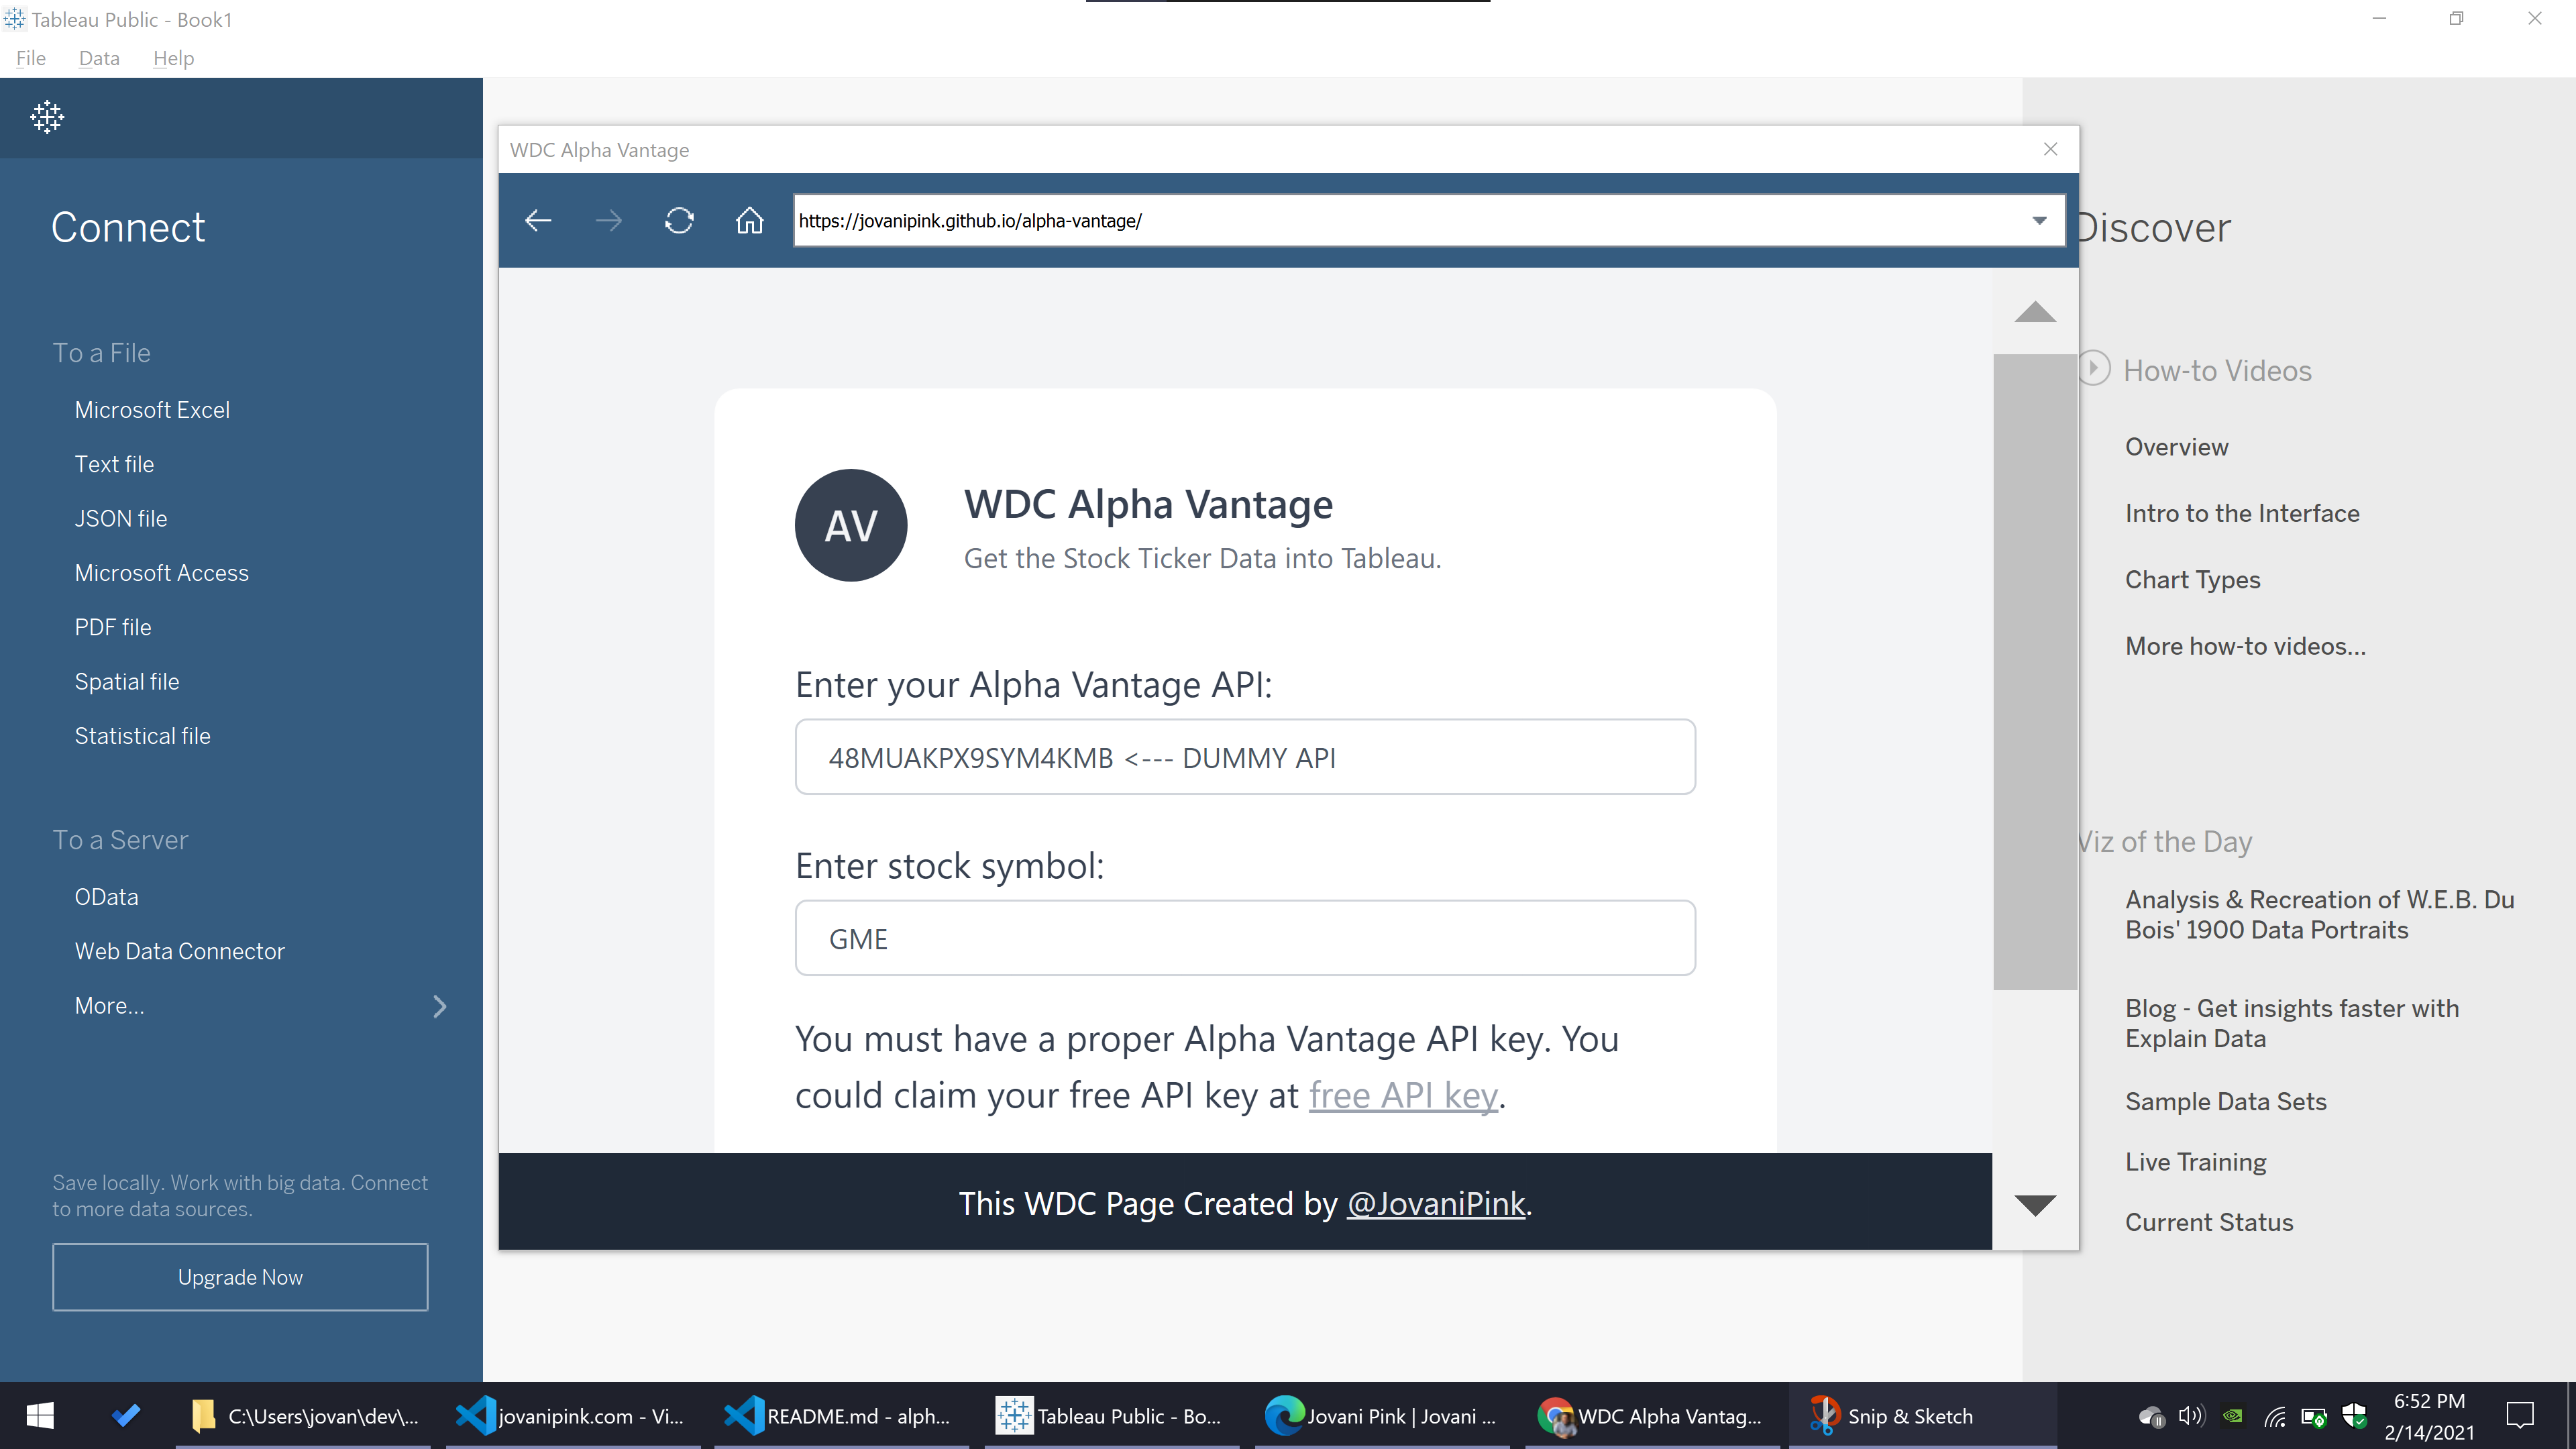 Tableau Public - Book1
File Data Help
Connect
To a File
Microsoft Excel
Text file
JSON file
Microsoft Access
PDF file
Spatial file
Statistical file
To a Server
OData
Web Data Connector
More...
Save locally. Work with big data. Connect
to more data sources.
Upgrade Now
WDC Alpha Vantage
https://jovanipink.github.io/alpha-vantage/
AV
WDC Alpha Vantage
Get the Stock Ticker Data into Tableau.
Enter your Alpha Vantage API:
48MUAKPX9SYM4KMB <--- DUMMY API
Enter stock symbol:
GME
You must have a proper Alpha Vantage API key. You
could claim your free API key at free API key.
This WDC Page Created by @JovaniPink.
Discover
How-to Videos
Overview
Intro to the Interface
Chart Types
More how-to videos...
Viz of the Day
Analysis & Recreation of W.E.B. Du
Bois' 1900 Data Portraits
Blog - Get insights faster with
Explain Data
Sample Data Sets
Live Training
Current Status
C:\Users\jovan\dev\...
jovanipink.com - Vi...
README.md - alph...
Tableau Public - Bo...
Jovani Pink | Jovani ...
WDC Alpha Vantag...
Snip & Sketch
6:52 PM
2/14/2021